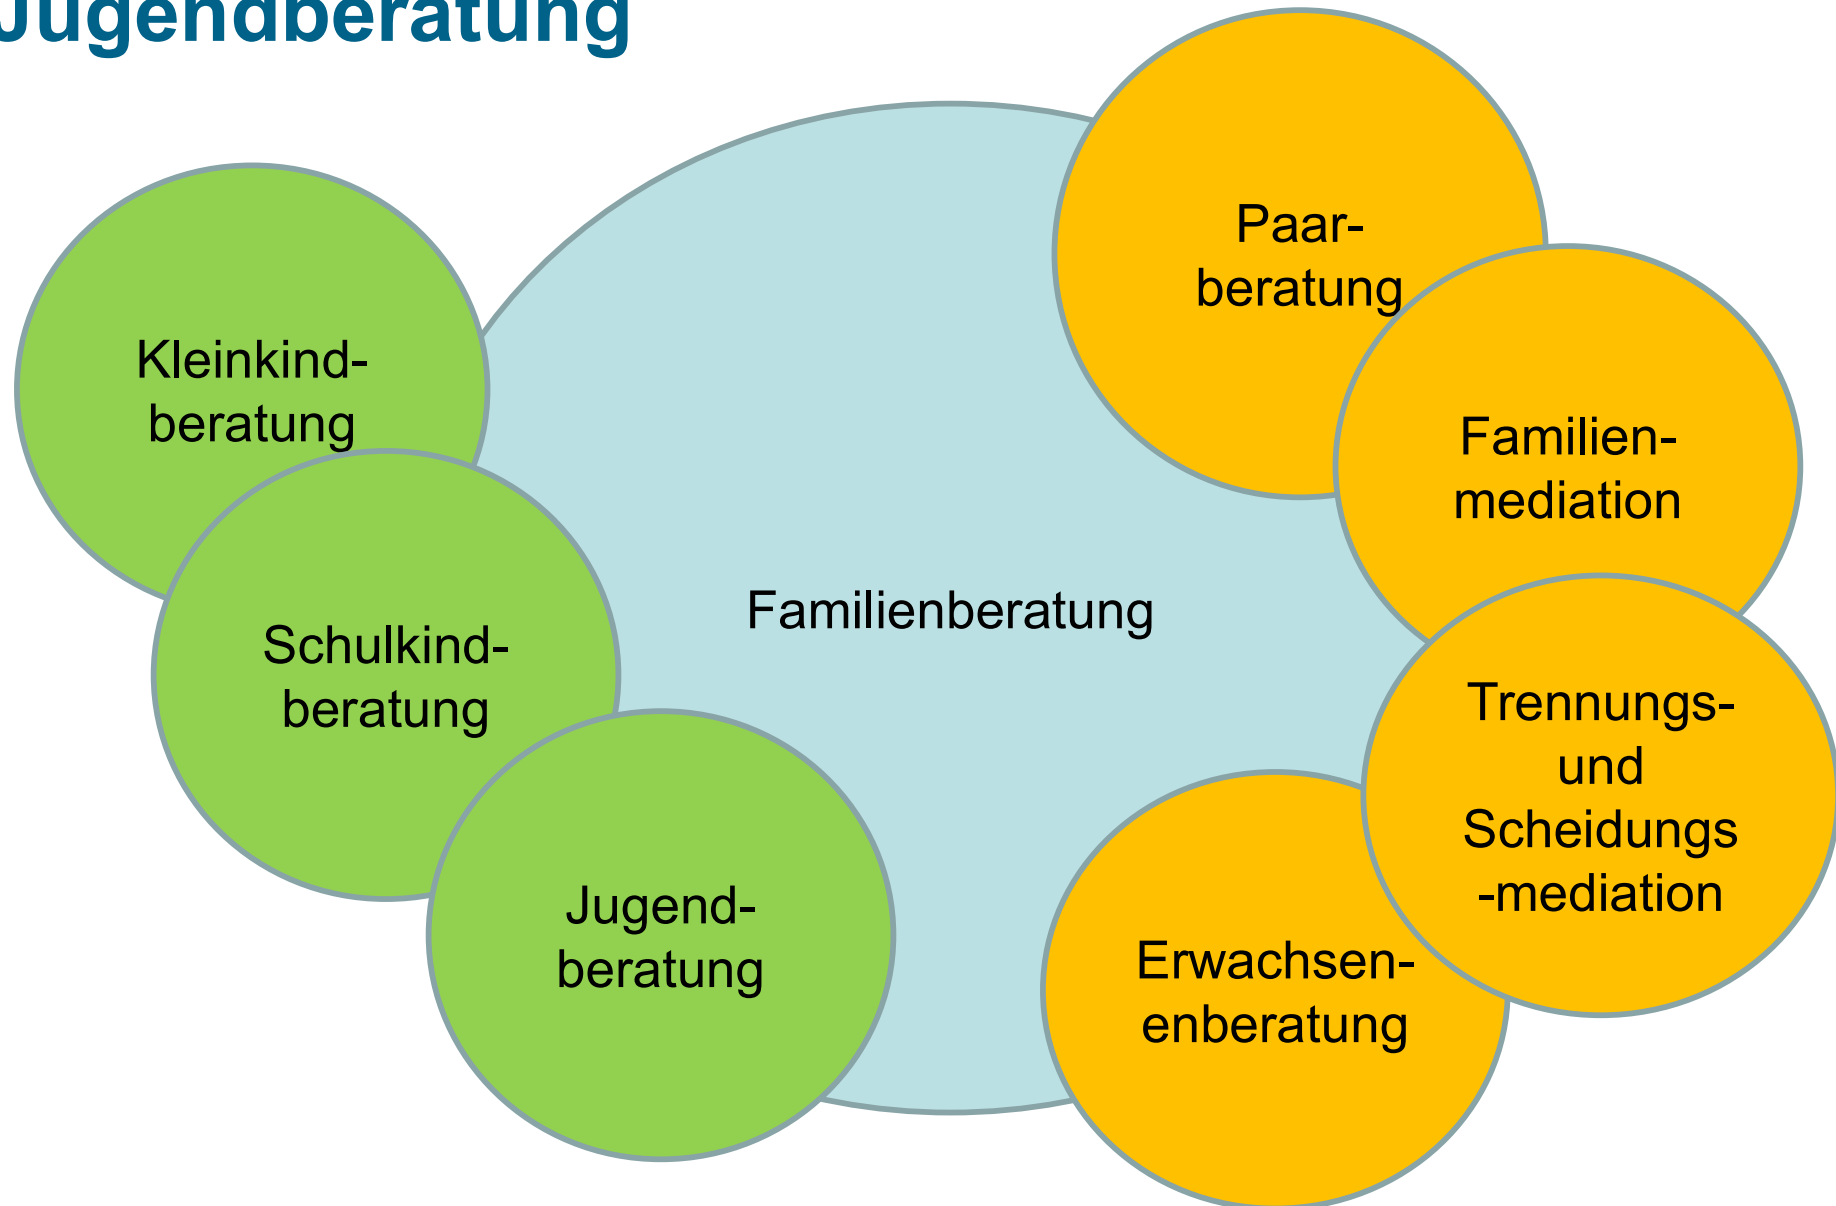 Jugendberatung
Paar-
beratung
Kleinkind-
beratung
Familien-
mediation
Familienberatung
Schulkind-
beratung
Trennungs-
und
Scheidungs
-mediation
Jugend-
beratung
Erwachsen-
enberatung